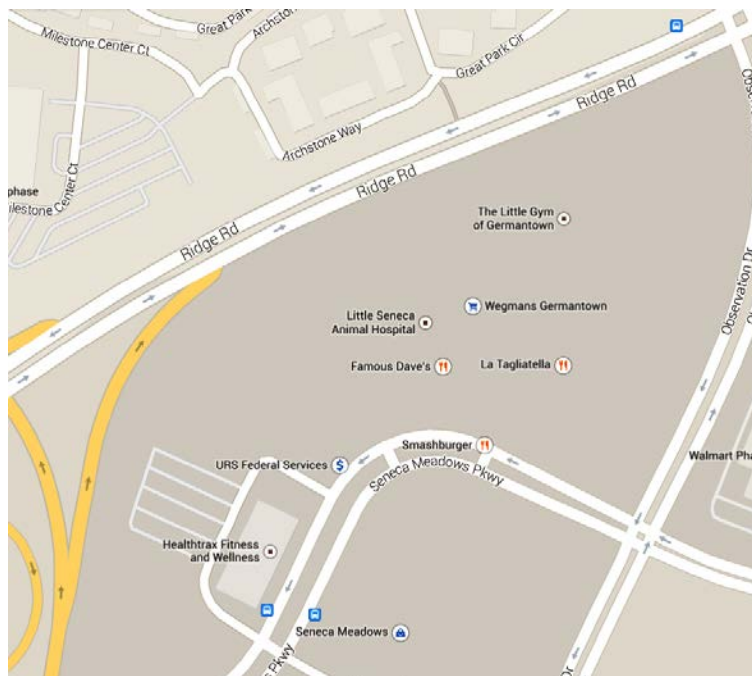 Great Park
Archsto
Milestone Center Ct
Great Park Cir
Ridge Rd
Archstone Way
Ridge Rd
phase
Milestone Center Ct
Ridge Rd
The Little Gym
of Germantown
Observation Dr
Wegmans Germantown
Little Seneca
Animal Hospital
Famous Dave's
La Tagliatella
Smashburger
Walmart Pha
URS Federal Services
$
Seneca Meadows Pkwy
Healthtrax Fitness
and Wellness
Seneca Meadows
Pkwy
Dr